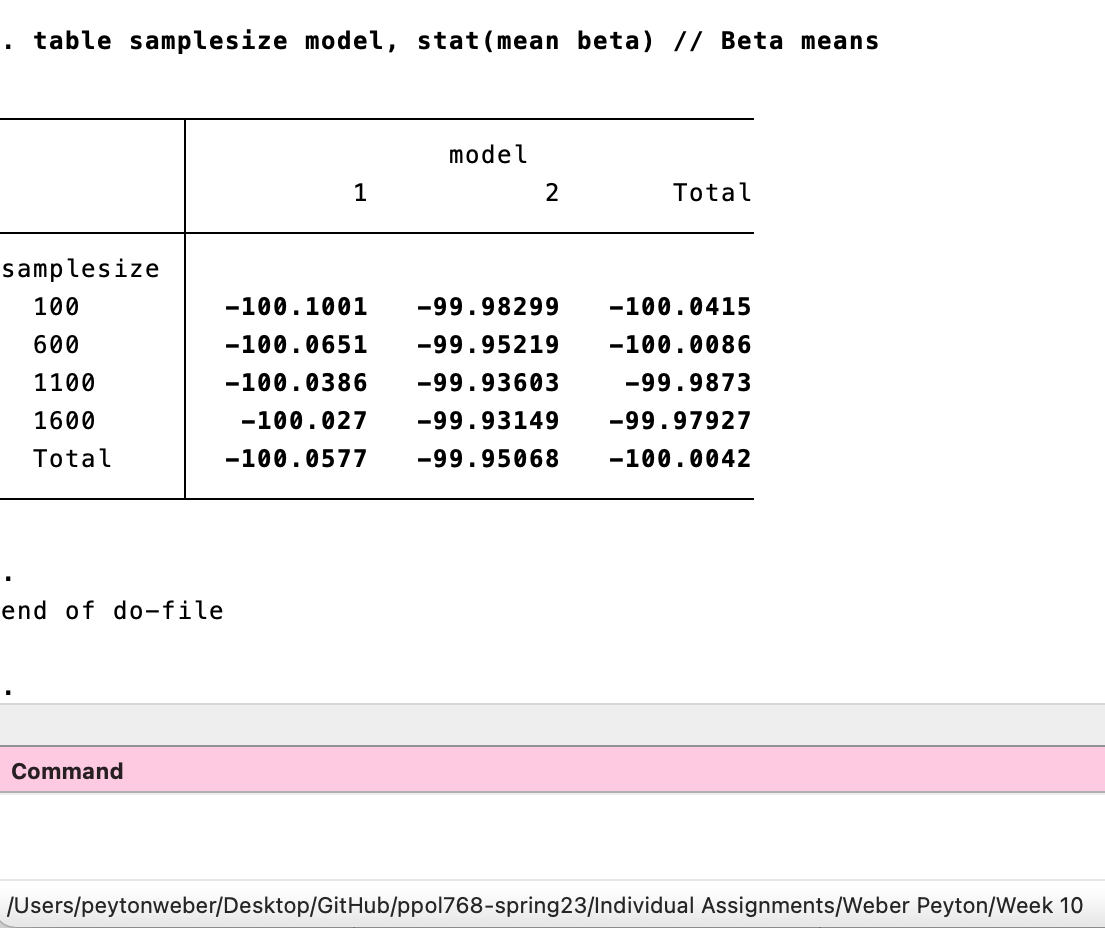 . table samplesize model, stat(mean beta) // Beta means
model
1 2 Total
samplesize
100 -100.1001 -99.98299 -100.0415
600 -100.0651 -99.95219 -100.0086
1100 -100.0386 -99.93603 -99.9873
1600 -100.027 -99.93149 -99.97927
Total -100.0577 -99.95068 -100.0042
.
end of do-file
.
Command
/Users/peytonweber/Desktop/GitHub/ppol768-spring23/Individual Assignments/Weber Peyton/Week 10